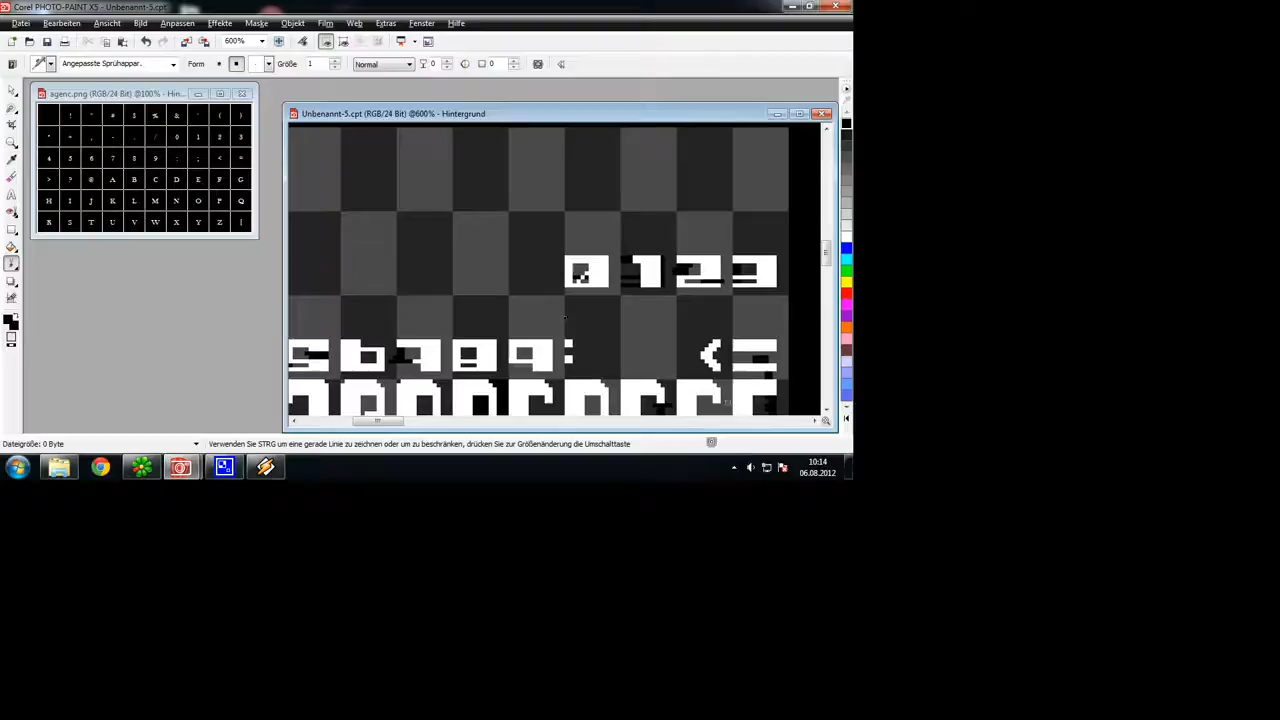 Corel PHOTO-PAINT X5 - Unbenannt-5.cpt
Datei Bearbeiten Ansicht Bild Anpassen Effekte Maske Objekt Film Web Extras Fenster Hilfe
600%
Angepasste Sprühappar. Form Größe 1 Normal 0 0
agenc.png (RGB/24 Bit) @100% - Hin...
! " # $ % & ' ( )
* + , - . / 0 1 2 3
4 5 6 7 8 9 : ; < =
> ? @ A B C D E F G
H I J K L M N O P Q
R S T U V W X Y Z [
Unbenannt-5.cpt (RGB/24 Bit) @600% - Hintergrund
0 1 2 3
< =
Dateigröße: 0 Byte
Verwenden Sie STRG um eine gerade Linie zu zeichnen oder um zu beschränken, drücken Sie zur Größenänderung die Umschalttaste
10:14
06.08.2012